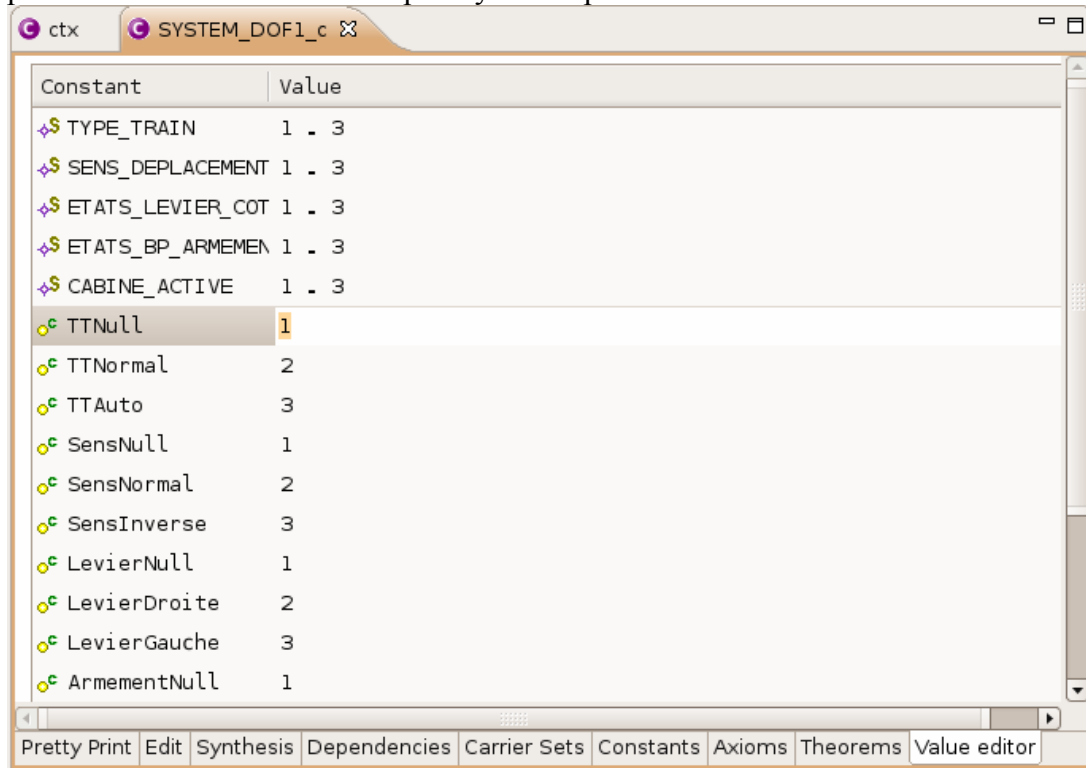 ctx SYSTEM_DOF1_c
Constant Value
S TYPE_TRAIN 1 .. 3
S SENS_DEPLACEMENT 1 .. 3
S ETATS_LEVIER_COT 1 .. 3
S ETATS_BP_ARMEMEN 1 .. 3
S CABINE_ACTIVE 1 .. 3
c TTNull 1
c TTNormal 2
c TTAuto 3
c SensNull 1
c SensNormal 2
c SensInverse 3
c LevierNull 1
c LevierDroite 2
c LevierGauche 3
c ArmementNull 1
Pretty Print Edit Synthesis Dependencies Carrier Sets Constants Axioms Theorems Value editor